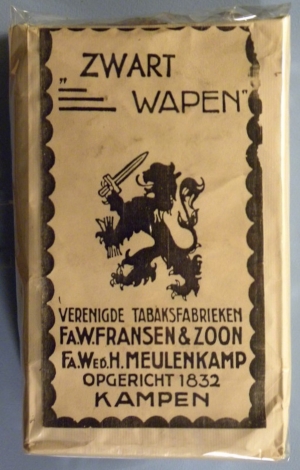 „ZWART
WAPEN"
VERENIGDE TABAKSFABRIEKEN
FA.W.FRANSEN & ZOON
FA.WED.H.MEULENKAMP
OPGERICHT 1832
KAMPEN